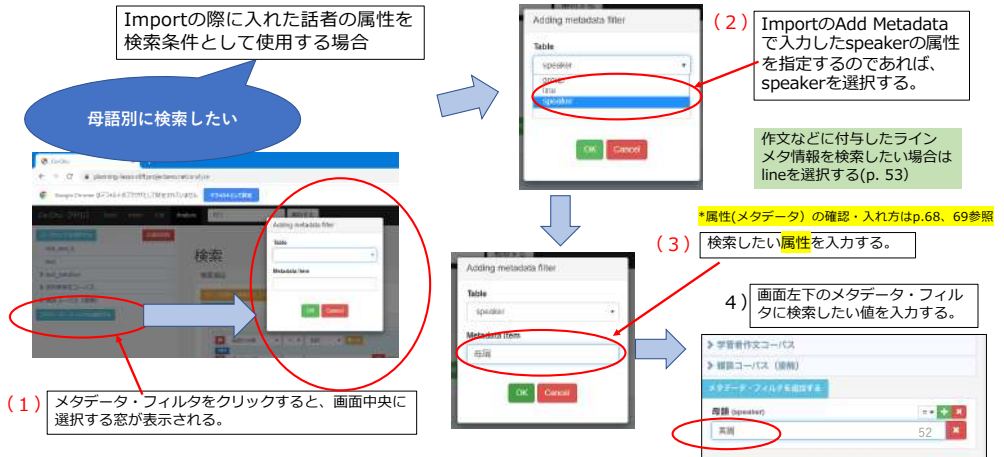 Importの際に入れた話者の属性を
検索条件として使用する場合
母語別に検索したい
(1)
メタデータ・フィルタをクリックすると、画面中央に
選択する窓が表示される。
検索
Adding metadata filter
Table
Metadata Item
OK Cancel
Adding metadata filter
Table
speaker
group
line
speaker
OK Cancel
(2)
ImportのAdd Metadata
で入力したspeakerの属性
を指定するのであれば、
speakerを選択する。
作文などに付与したライン
メタ情報を検索したい場合は
lineを選択する(p. 53)
*属性(メタデータ）の確認・入れ方はp.68、69参照
(3)
検索したい属性を入力する。
Adding metadata filter
Table
speaker
Metadata Item
母語
OK Cancel
4)
画面左下のメタデータ・フィル
タに検索したい値を入力する。
学習者作文コーパス
雑談コーパス（接触）
メタデータ・フィルタを追加する
母語 (speaker)
英語
52